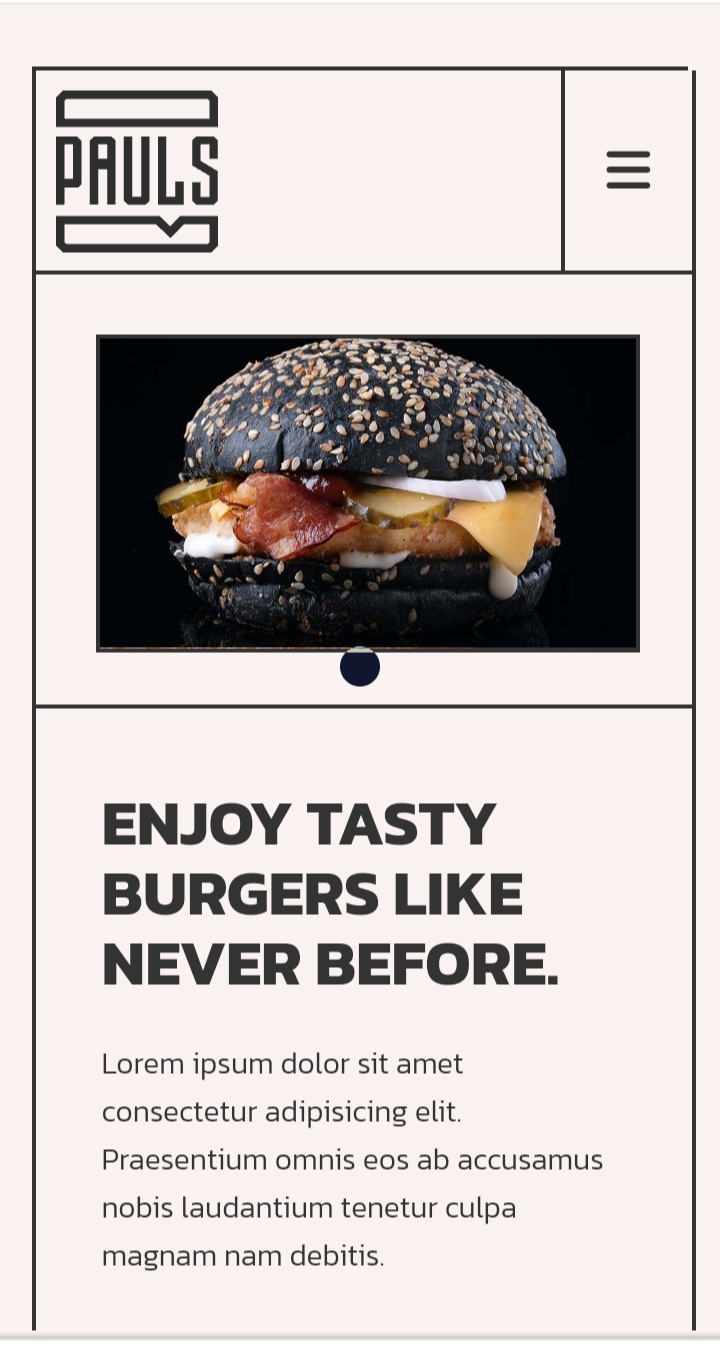 PAULS
ENJOY TASTY
BURGERS LIKE
NEVER BEFORE.
Lorem ipsum dolor sit amet
consectetur adipisicing elit.
Praesentium omnis eos ab accusamus
nobis laudantium tenetur culpa
magnam nam debitis.